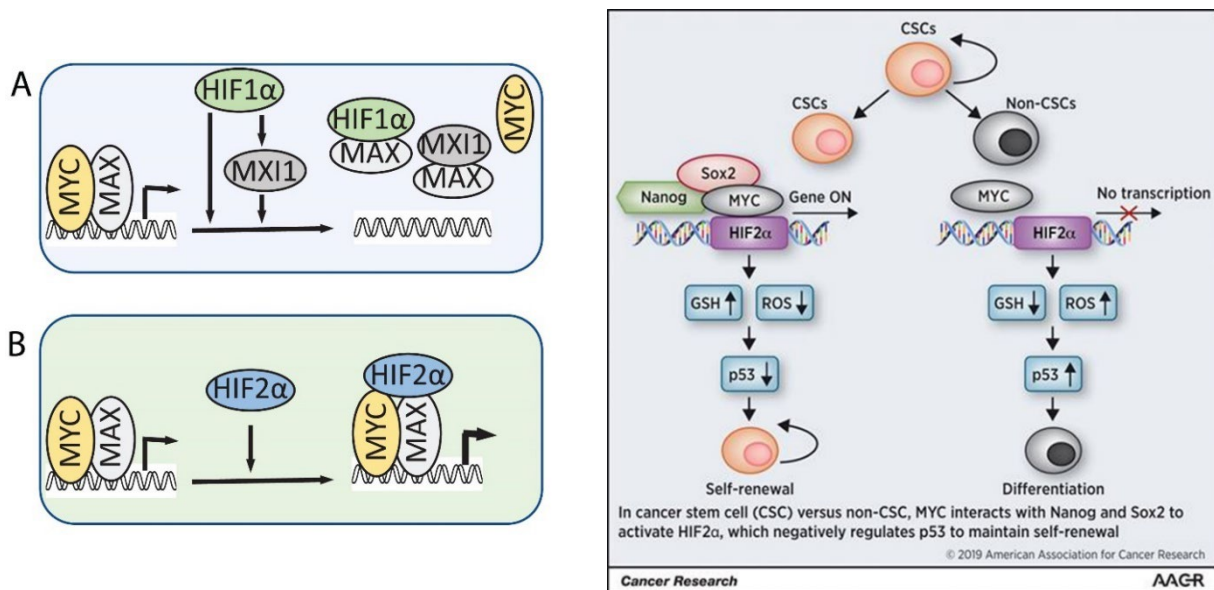 A
HIF1α
MYC
MAX
MXI1
HIF1α
MAX
MXI1
MAX
MYC
B
MYC
MAX
HIF2α
HIF2α
MYC
MAX
CSCs
CSCs
Non-CSCs
Sox2
Nanog
MYC
Gene ON
HIF2α
MYC
No transcription
HIF2α
GSH ↑
ROS ↓
GSH ↓
ROS ↑
p53 ↓
p53 ↑
Self-renewal
Differentiation
In cancer stem cell (CSC) versus non-CSC, MYC interacts with Nanog and Sox2 to
activate HIF2α, which negatively regulates p53 to maintain self-renewal
© 2019 American Association for Cancer Research
Cancer Research
AACR